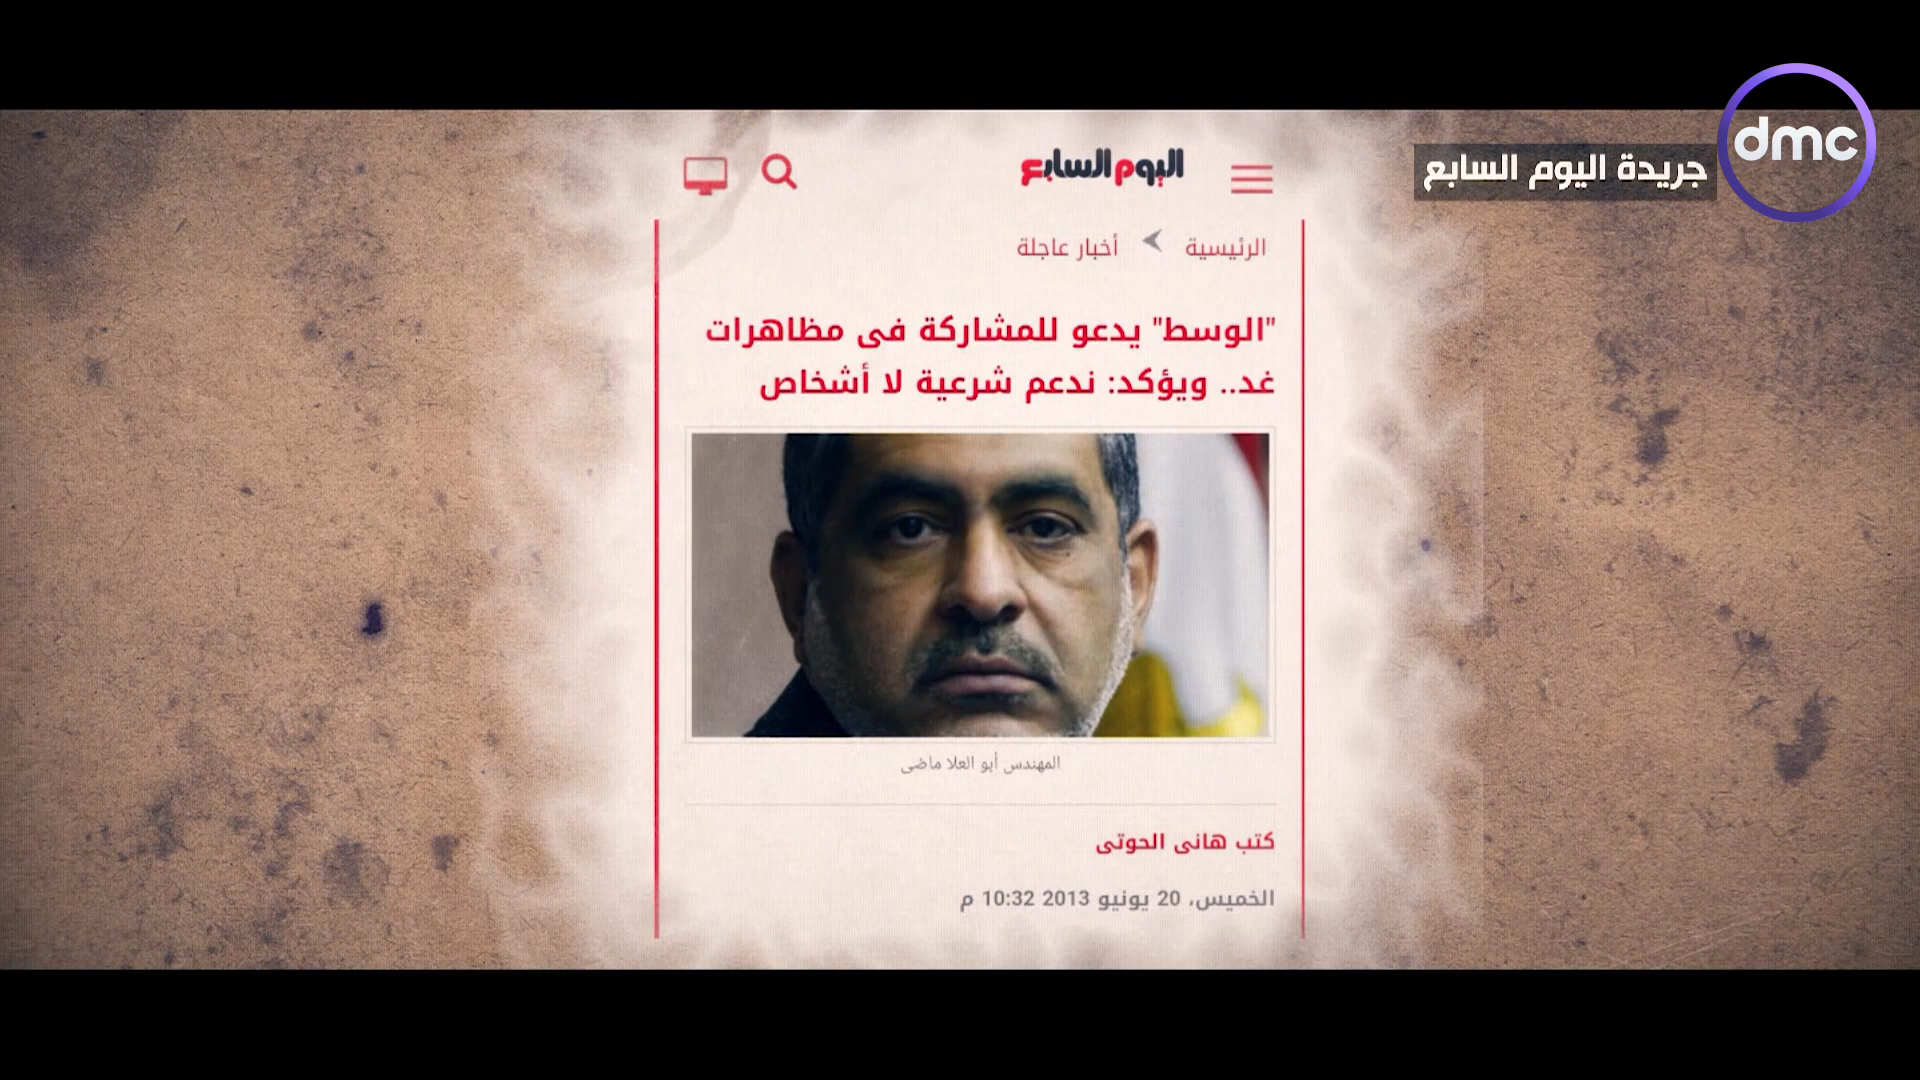 dmc
جريدة اليوم السابع
اليوم السابع
الرئيسية
أخبار عاجلة
"الوسط" يدعو للمشاركة فى مظاهرات
غد.. ويؤكد: ندعم شرعية لا أشخاص
المهندس أبو العلا ماضى
كتب هانى الحوتى
الخميس، 20 يونيو 2013 10:32 م